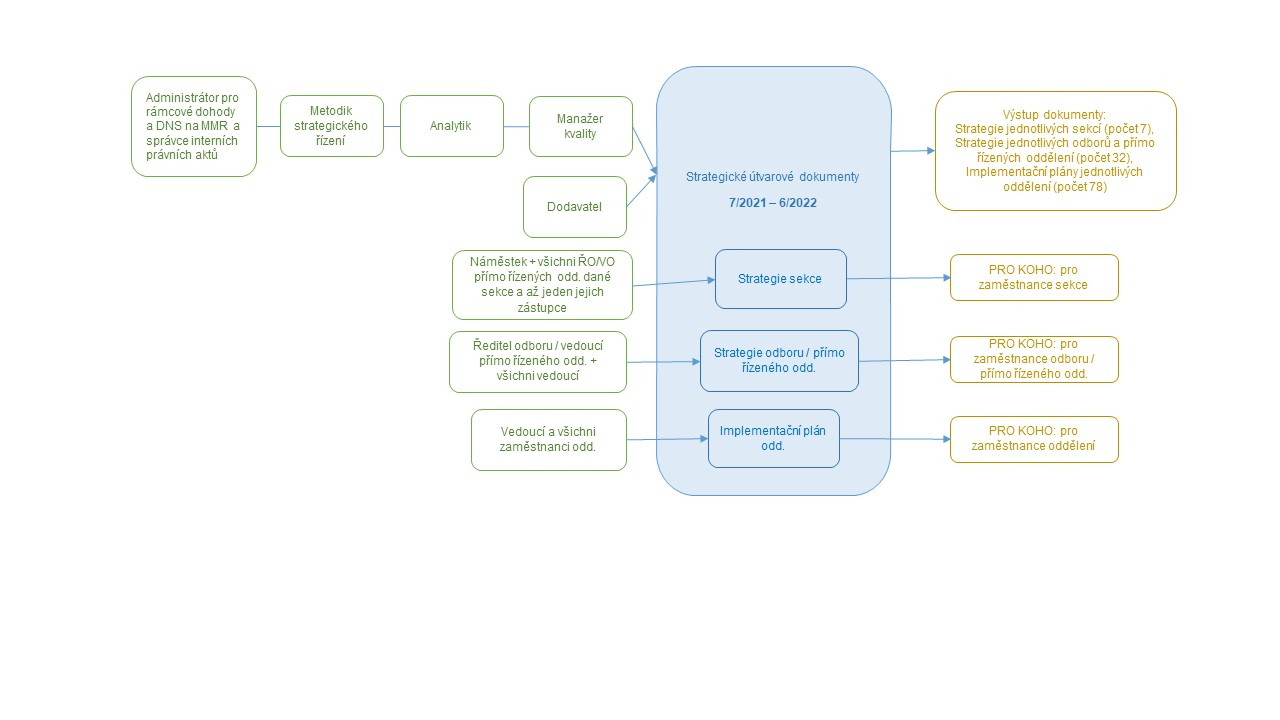 Administrátor pro
rámcové dohody
a DNS na MMR a
správce interních
právních aktů
Metodik
strategického
řízení
Analytik
Manažer
kvality
Dodavatel
Náměstek + všichni ŘO/VO
přímo řízených odd. dané
sekce a až jeden jejich
zástupce
Ředitel odboru / vedoucí
přímo řízeného odd. +
všichni vedoucí
Vedoucí a všichni
zaměstnanci odd.
Strategické útvarové dokumenty
7/2021 – 6/2022
Strategie sekce
Strategie odboru / přímo
řízeného odd.
Implementační plán
odd.
Výstup dokumenty:
Strategie jednotlivých sekcí (počet 7),
Strategie jednotlivých odborů a přímo
řízených oddělení (počet 32),
Implementační plány jednotlivých
oddělení (počet 78)
PRO KOHO: pro
zaměstnance sekce
PRO KOHO: pro
zaměstnance odboru /
přímo řízeného odd.
PRO KOHO: pro
zaměstnance oddělení